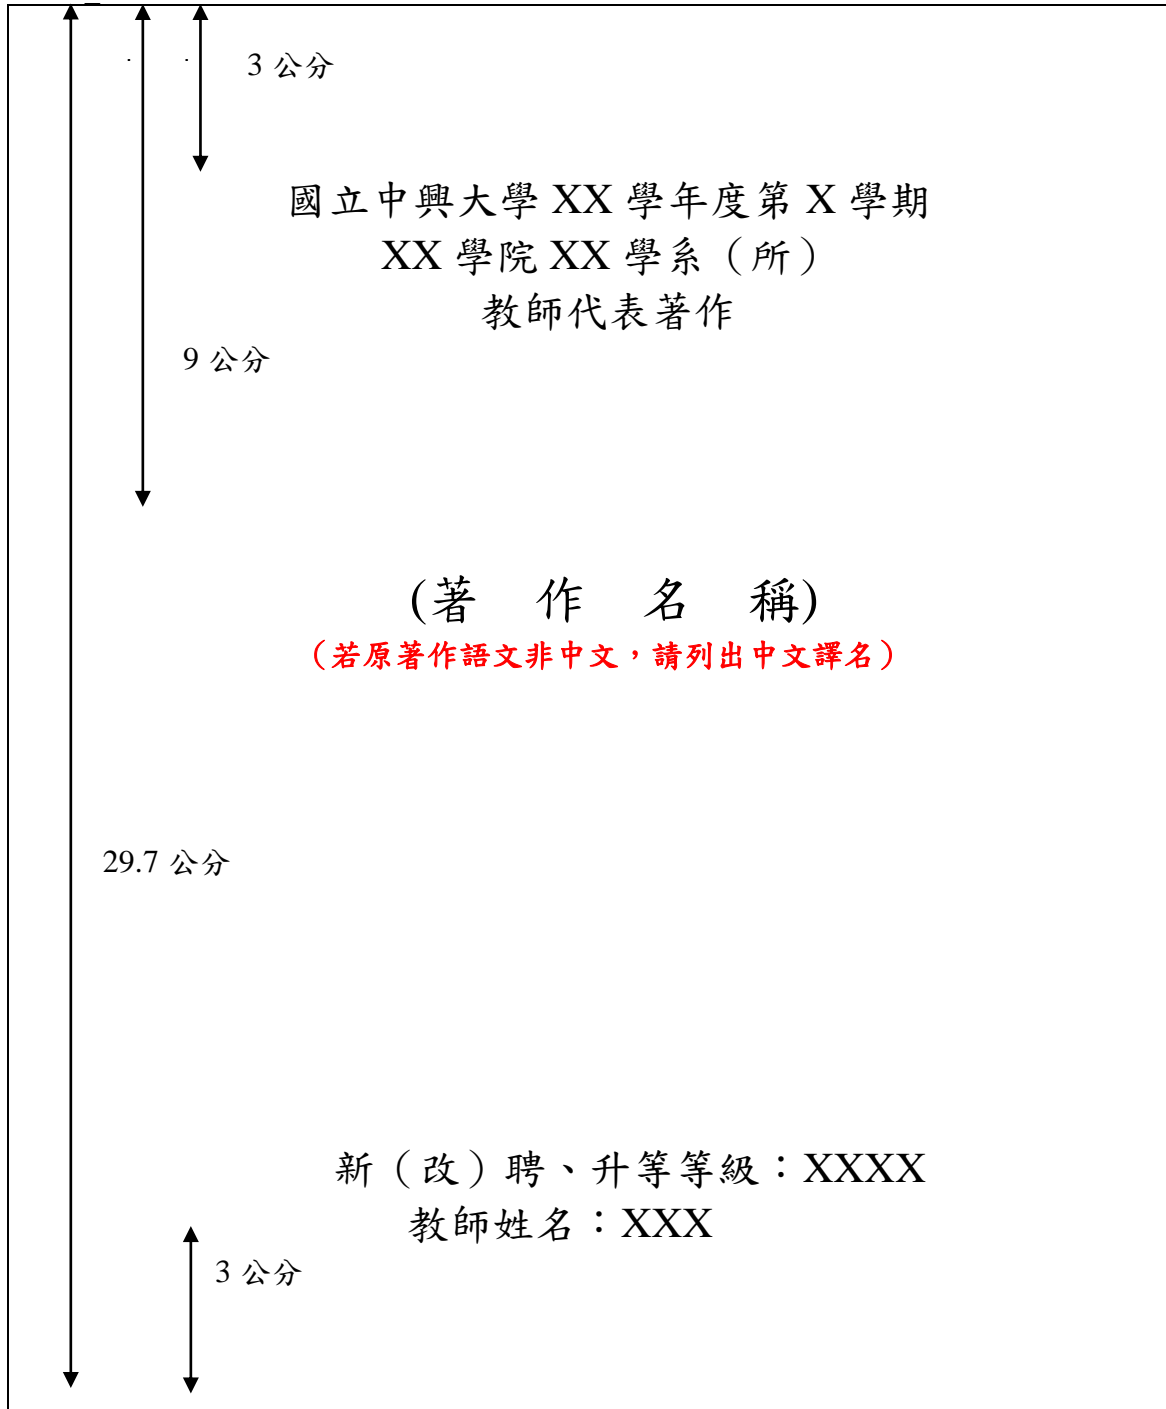 3 公分
國立中興大學 XX 學年度第 X 學期
XX 學院 XX 學系（所）
教師代表著作
9 公分
(著 作 名 稱)
（若原著作語文非中文，請列出中文譯名）
29.7 公分
新（改）聘、升等等級：XXXX
教師姓名：XXX
3 公分